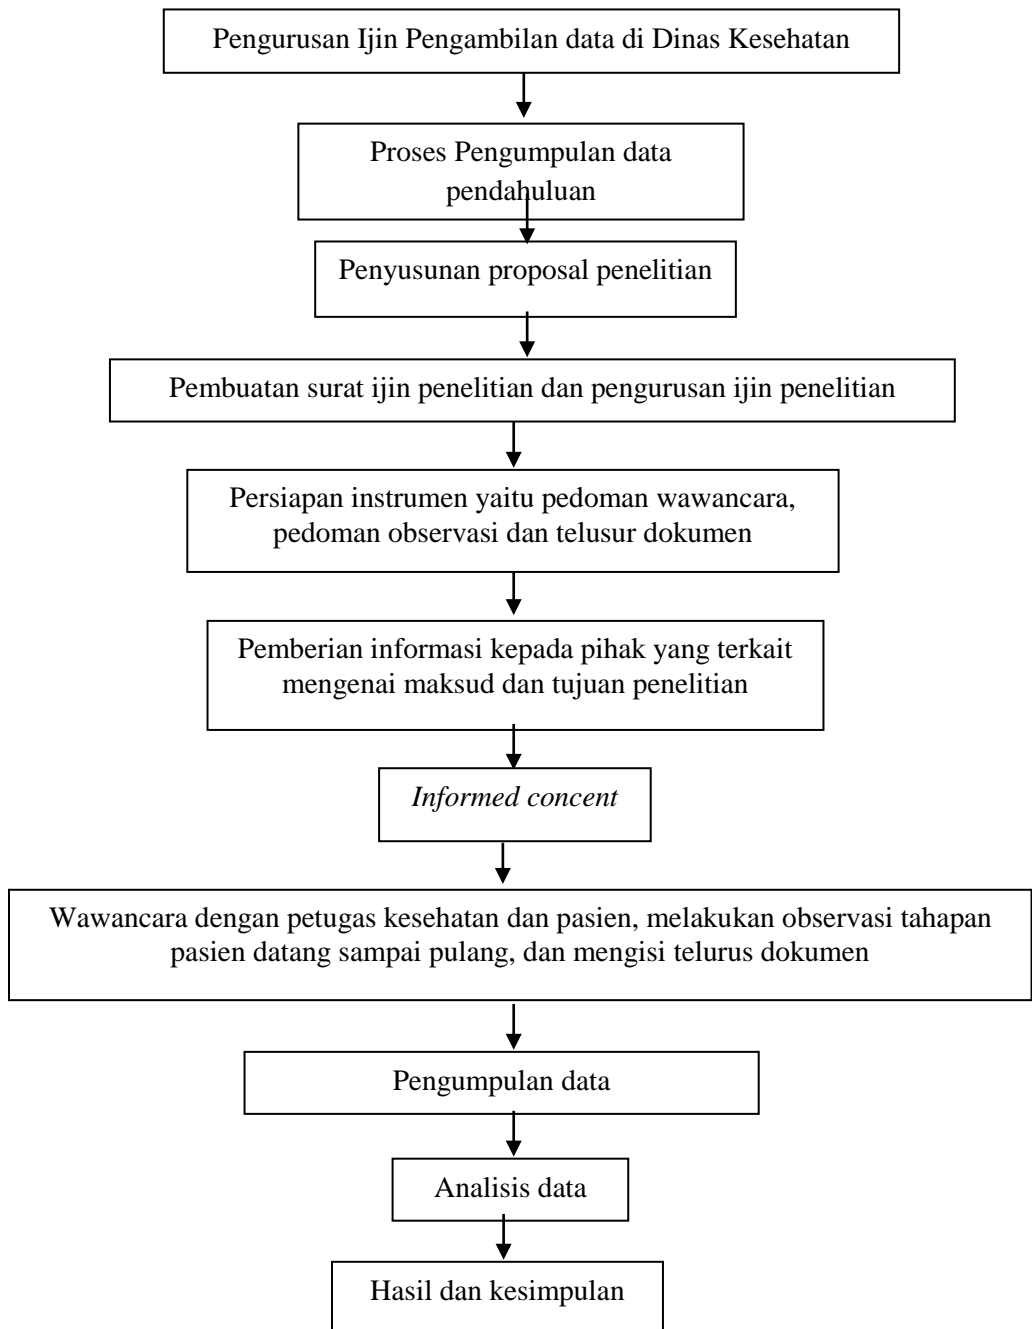 Pengurusan Ijin Pengambilan data di Dinas Kesehatan
Proses Pengumpulan data
pendahuluan
Penyusunan proposal penelitian
Pembuatan surat ijin penelitian dan pengurusan ijin penelitian
Persiapan instrumen yaitu pedoman wawancara,
pedoman observasi dan telusur dokumen
Pemberian informasi kepada pihak yang terkait
mengenai maksud dan tujuan penelitian
Informed concent
Wawancara dengan petugas kesehatan dan pasien, melakukan observasi tahapan
pasien datang sampai pulang, dan mengisi telurus dokumen
Pengumpulan data
Analisis data
Hasil dan kesimpulan